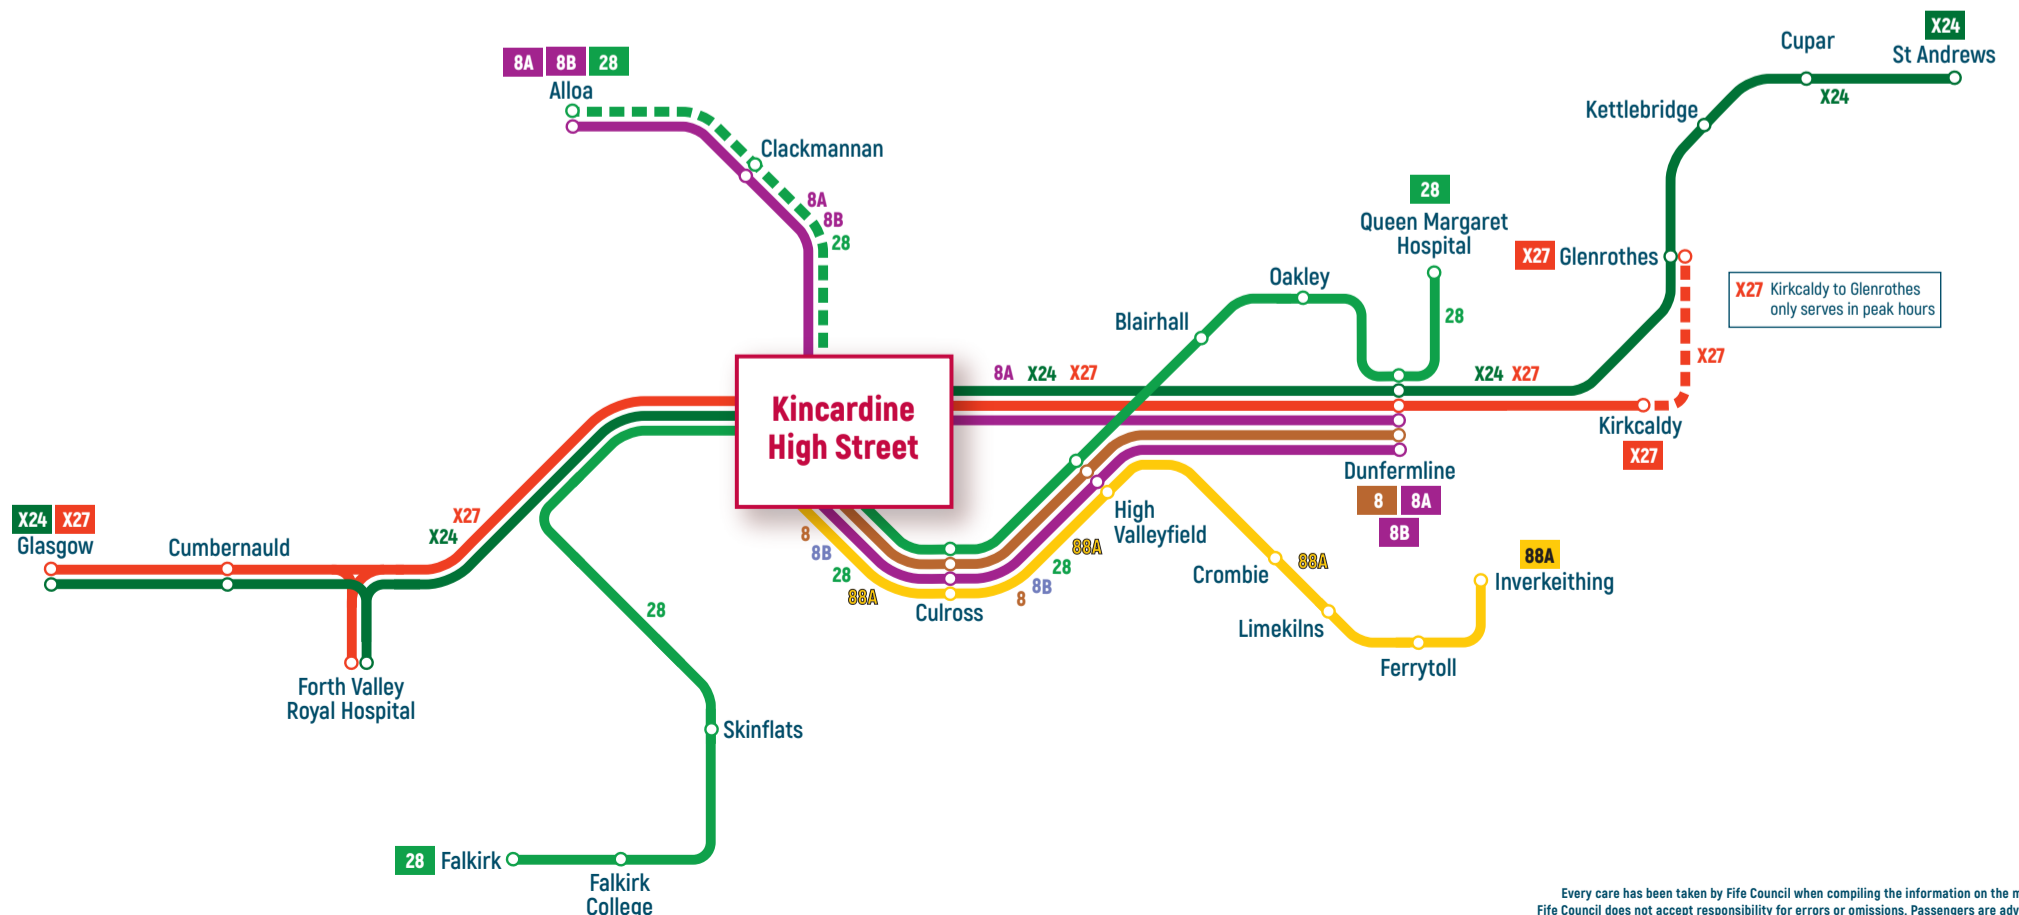 X24
Cupar
St Andrews
8A 8B 28
Alloa
X24
Kettlebridge
Clackmannan
28
8A
8B
28
Queen Margaret
Hospital
X27 Glenrothes
Oakley
X27 Kirkcaldy to Glenrothes
only serves in peak hours
Blairhall
28
X27
8A X24 X27
X24 X27
Kincardine
High Street
Kirkcaldy
X27
Dunfermline
8 8A
8B
X24 X27
Glasgow
Cumbernauld
X27
X24
High
Valleyfield
8
8B
28
88A
88A
28
8B
8
Culross
88A
Crombie
88A
Inverkeithing
Limekilns
Ferrytoll
28
Forth Valley
Royal Hospital
Skinflats
28 Falkirk
Falkirk
College
Every care has been taken by Fife Council when compiling the information on the
Fife Council does not accept responsibility for errors or omissions. Passengers are